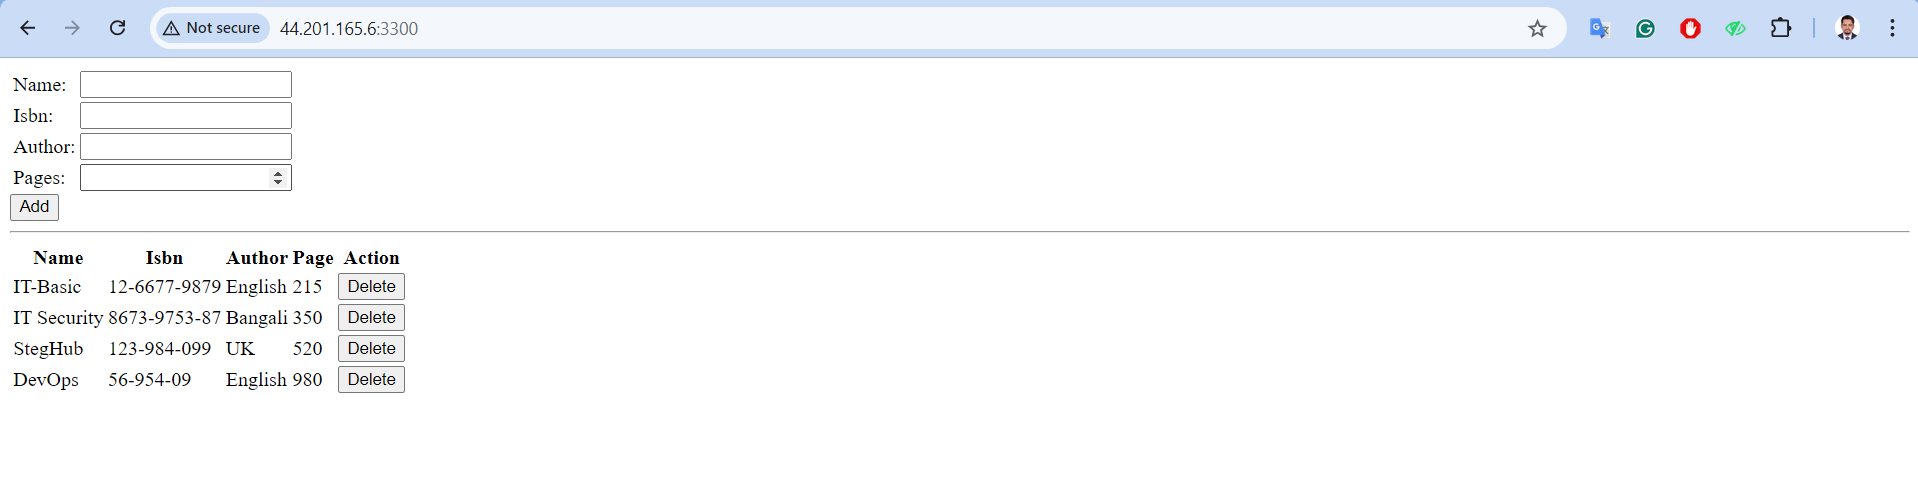 Not secure 44.201.165.6:3300
Name:
Isbn:
Author:
Pages:
Add
Name Isbn Author Page Action
IT-Basic 12-6677-9879 English 215 Delete
IT Security 8673-9753-87 Bangali 350 Delete
StegHub 123-984-099 UK 520 Delete
DevOps 56-954-09 English 980 Delete